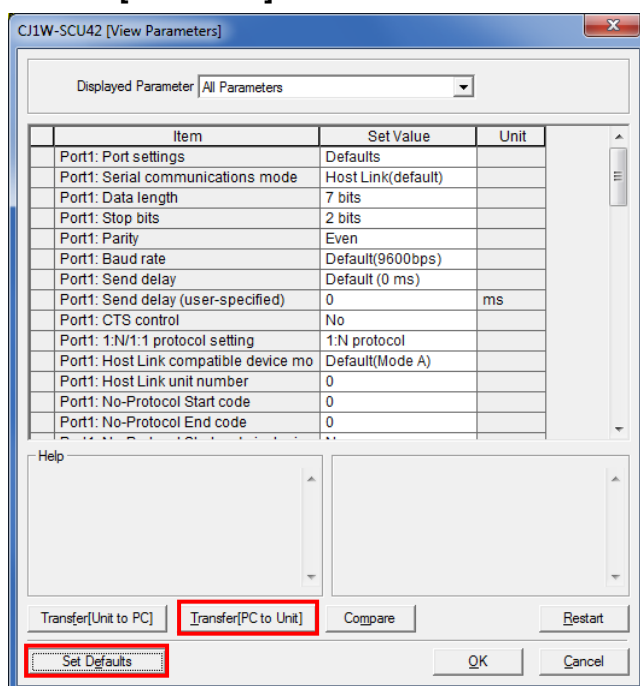 CJ1W-SCU42 [View Parameters]
Displayed Parameter All Parameters
Item Set Value Unit
Port1: Port settings Defaults
Port1: Serial communications mode Host Link(default)
Port1: Data length 7 bits
Port1: Stop bits 2 bits
Port1: Parity Even
Port1: Baud rate Default(9600bps)
Port1: Send delay Default (0 ms)
Port1: Send delay (user-specified) 0 ms
Port1: CTS control No
Port1: 1:N/1:1 protocol setting 1:N protocol
Port1: Host Link compatible device mo Default(Mode A)
Port1: Host Link unit number 0
Port1: No-Protocol Start code 0
Port1: No-Protocol End code 0
Help
Transfer[Unit to PC] Transfer[PC to Unit] Compare Restart
Set Defaults OK Cancel